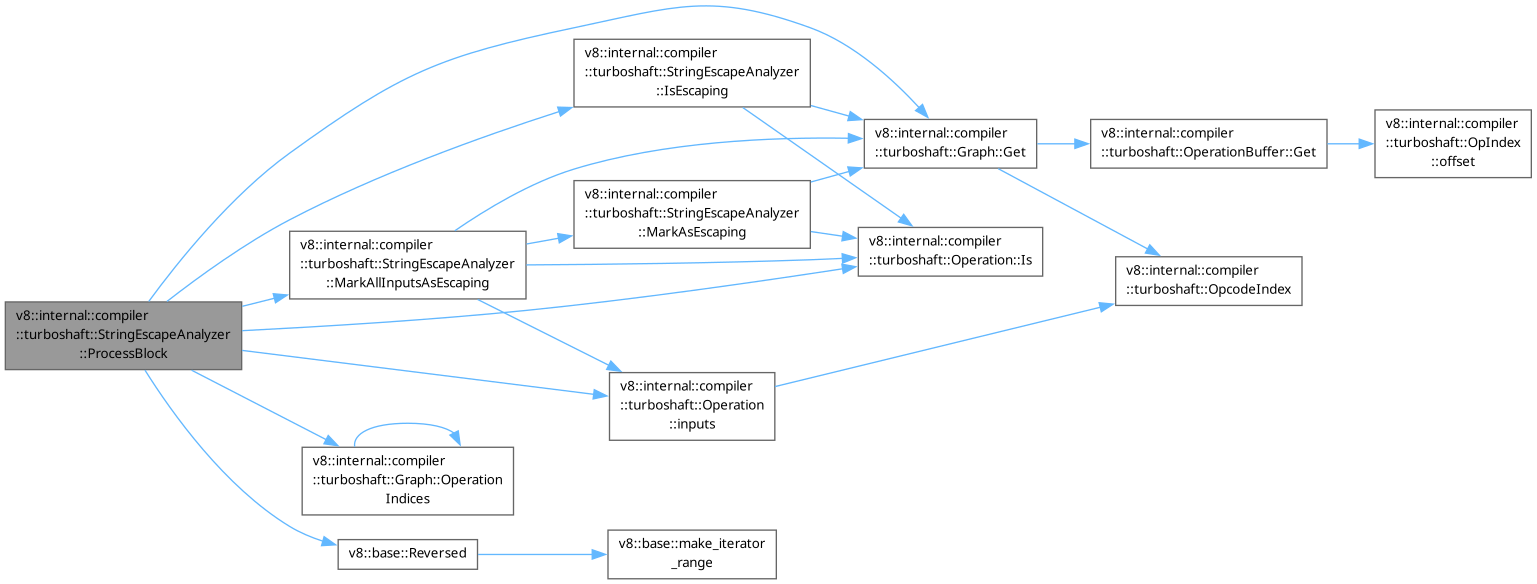 v8::internal::compiler
::turboshaft::StringEscapeAnalyzer
::ProcessBlock
v8::internal::compiler
::turboshaft::StringEscapeAnalyzer
::MarkAllInputsAsEscaping
v8::internal::compiler
::turboshaft::Graph::Operation
Indices
v8::base::Reversed
v8::internal::compiler
::turboshaft::StringEscapeAnalyzer
::IsEscaping
v8::internal::compiler
::turboshaft::StringEscapeAnalyzer
::MarkAsEscaping
v8::internal::compiler
::turboshaft::Operation
::inputs
v8::base::make_iterator
_range
v8::internal::compiler
::turboshaft::Graph::Get
v8::internal::compiler
::turboshaft::Operation::Is
v8::internal::compiler
::turboshaft::OperationBuffer::Get
v8::internal::compiler
::turboshaft::OpcodeIndex
v8::internal::compiler
::turboshaft::OpIndex
::offset